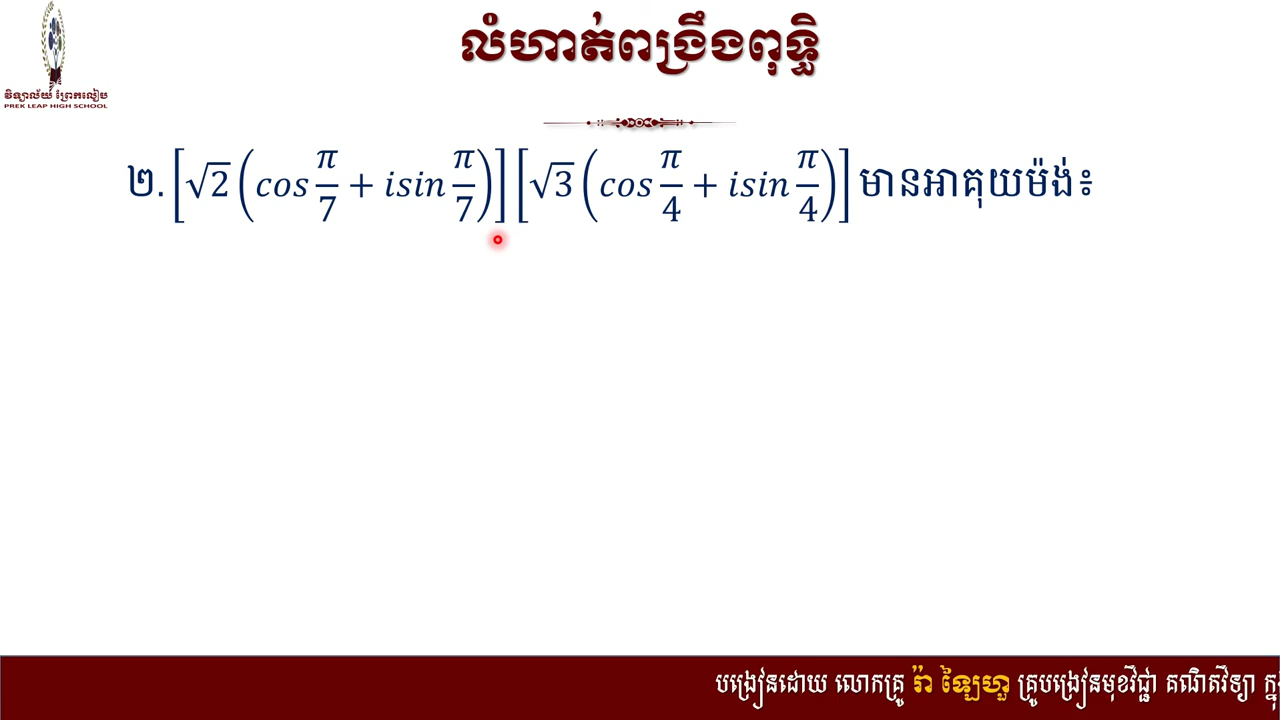 លំហាត់ពង្រឹងពុទ្ធិ
វិទ្យាល័យ ព្រែកលៀប
PREK LEAP HIGH SCHOOL
២. [√2(cos π/7 + isin π/7)][√3(cos π/4 + isin π/4)] មានអាគុយម៉ង់៖
បង្រៀនដោយ លោកគ្រូ រ៉ា ឡៃហួ គ្រូបង្រៀនមុខវិជ្ជា គណិតវិទ្យា